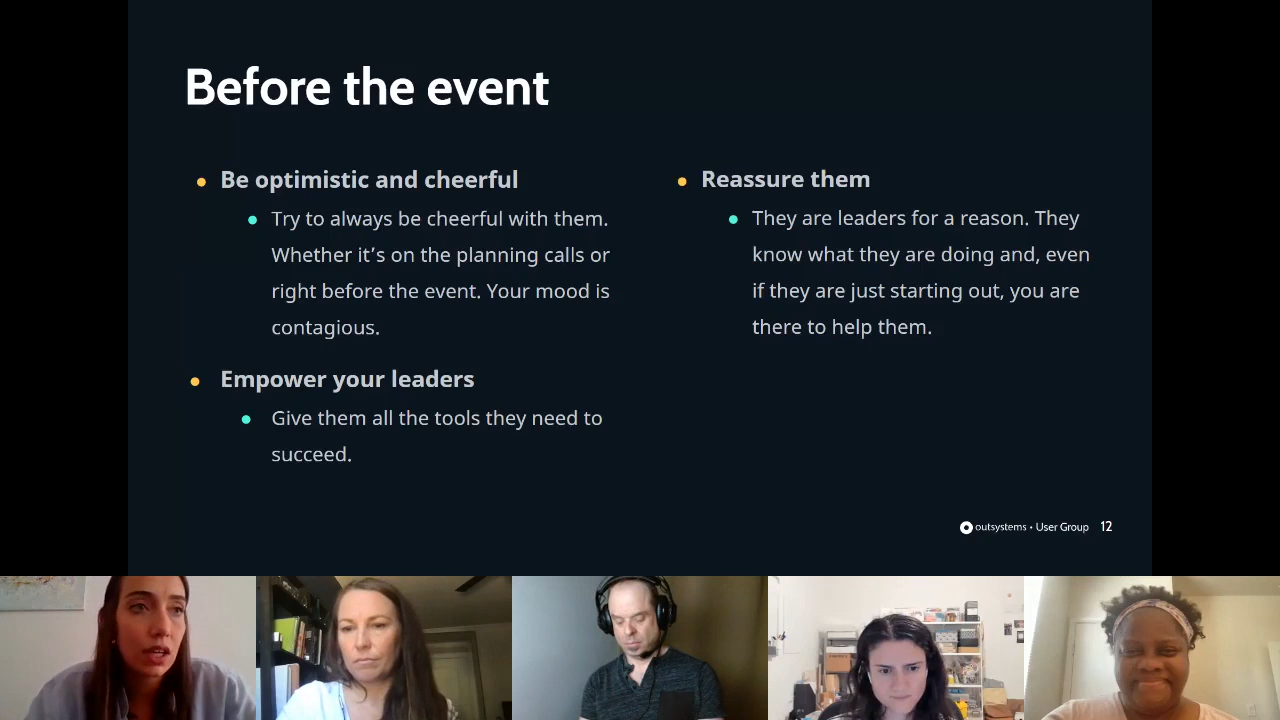 Before the event
Be optimistic and cheerful
Try to always be cheerful with them.
Whether it’s on the planning calls or
right before the event. Your mood is
contagious.
Empower your leaders
Give them all the tools they need to
succeed.
Reassure them
They are leaders for a reason. They
know what they are doing and, even
if they are just starting out, you are
there to help them.
outsystems • User Group 12